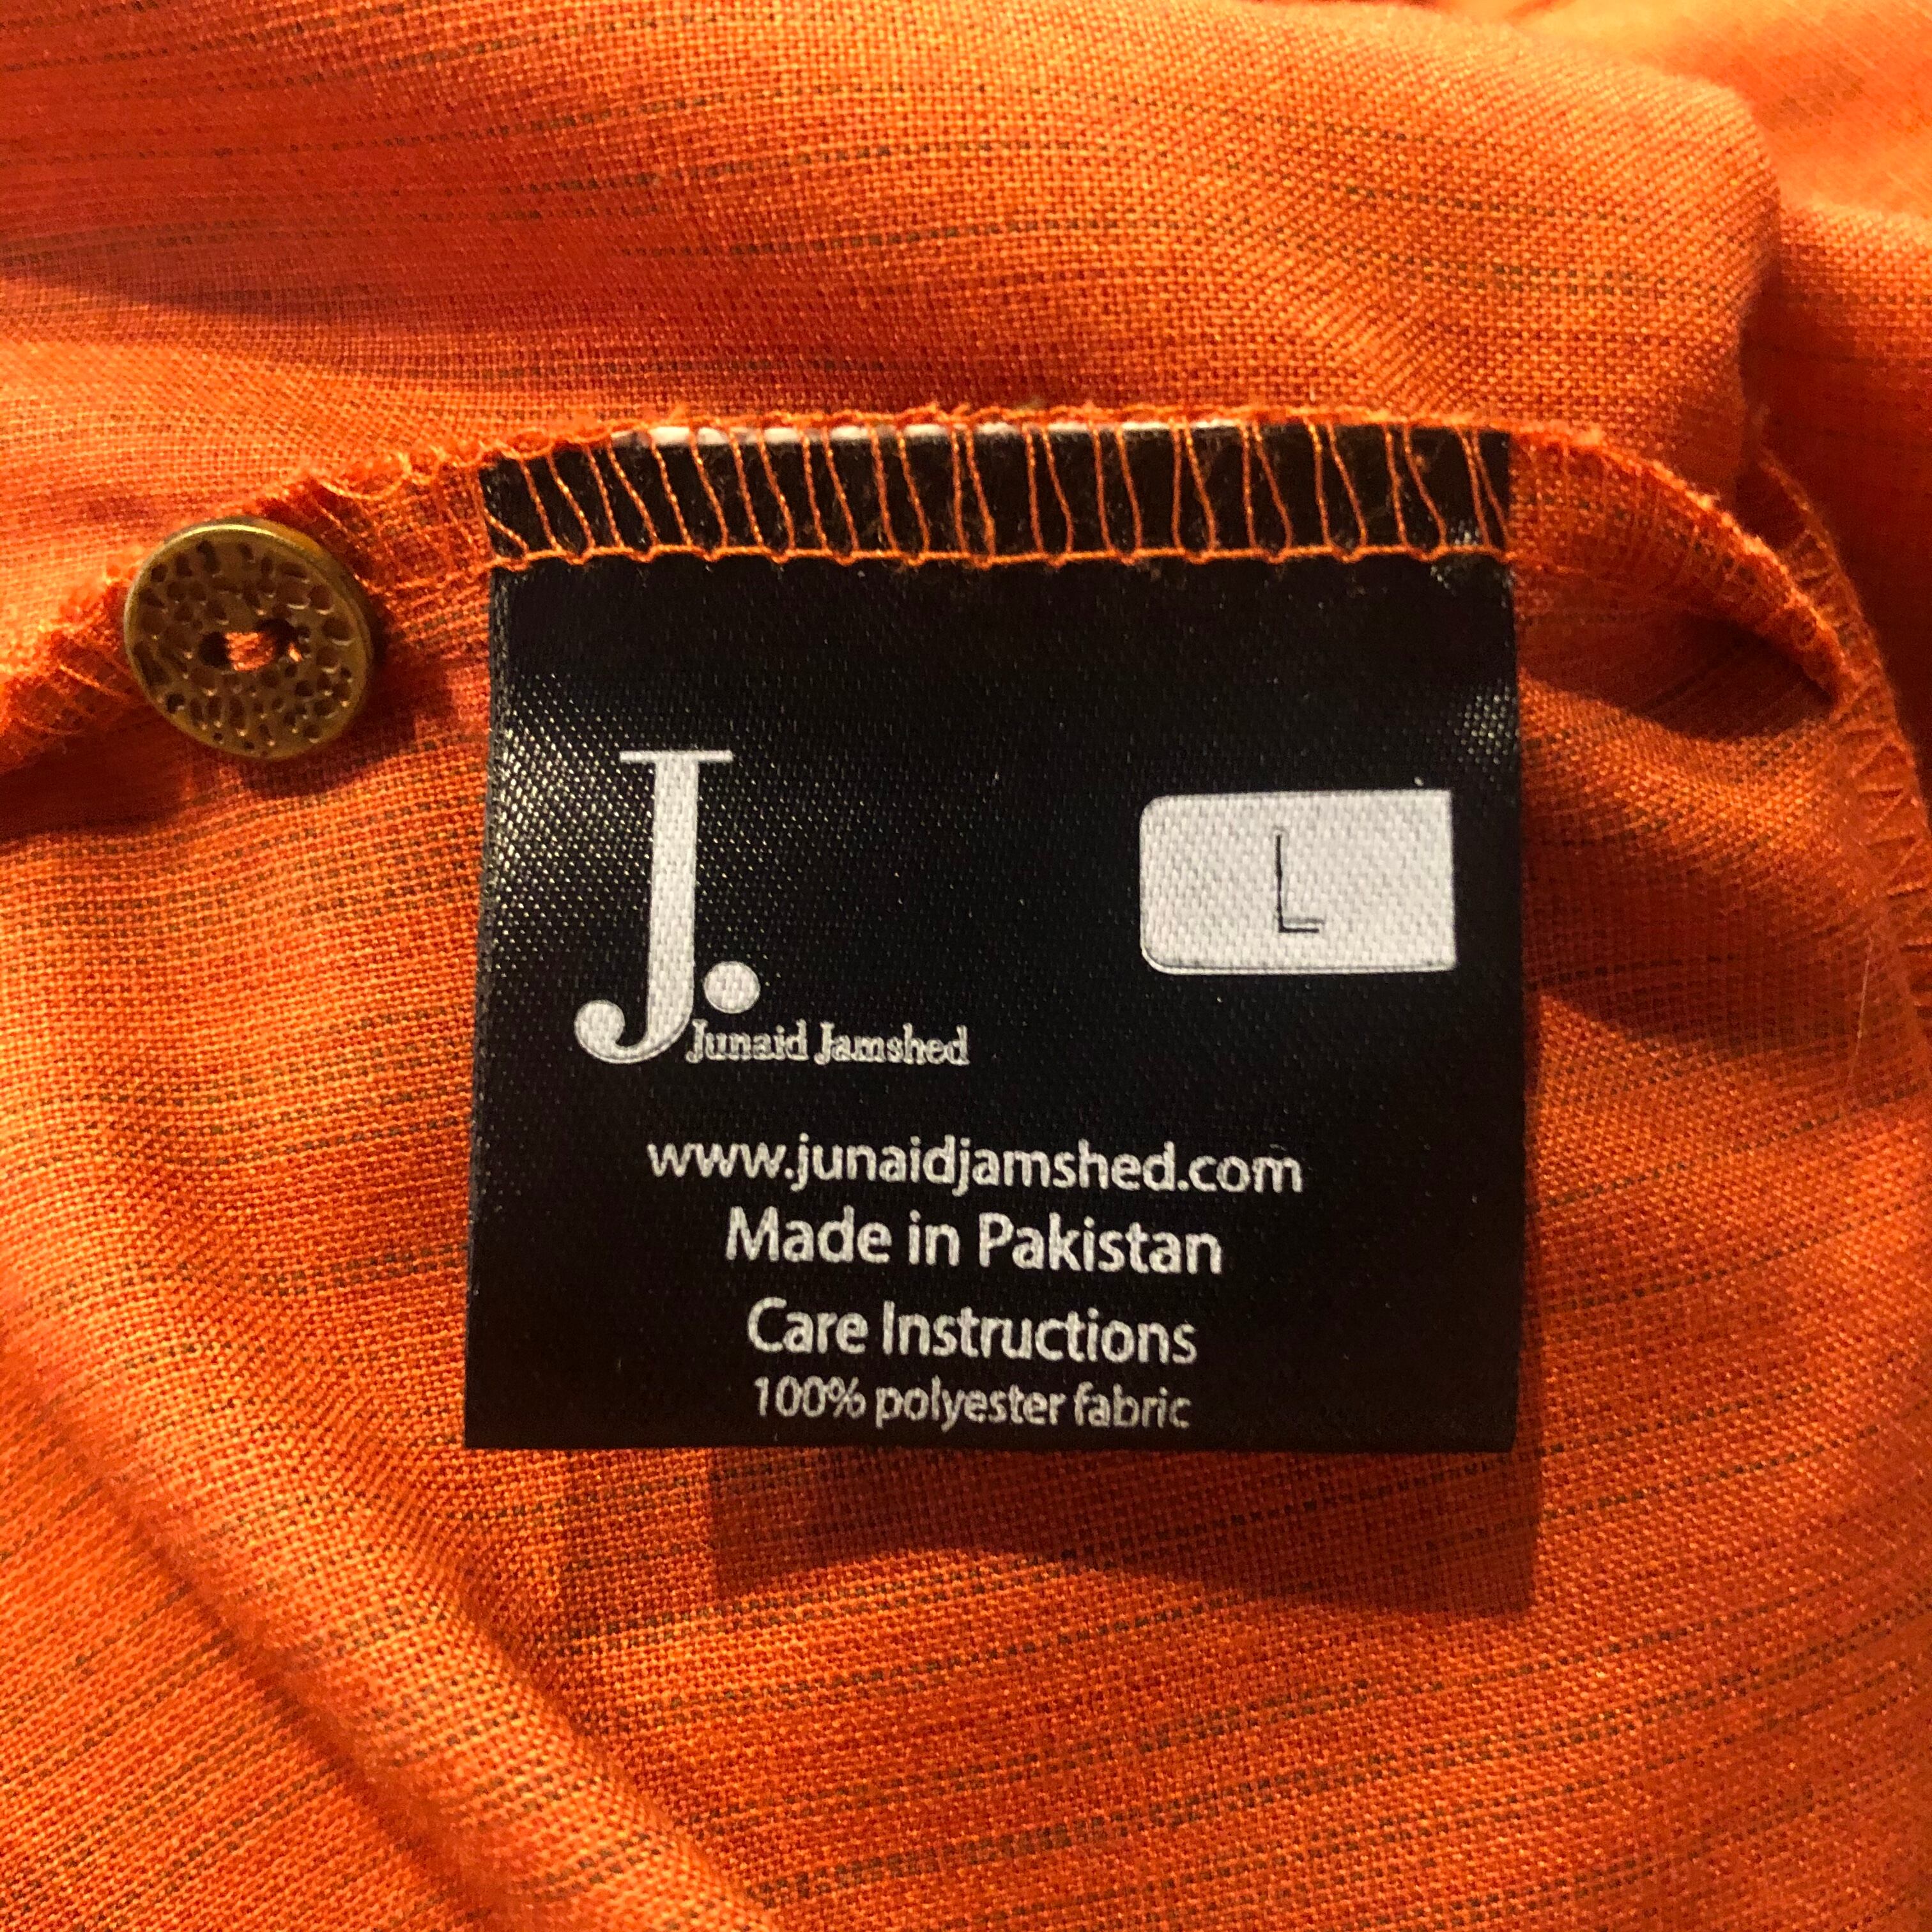 J.
Junaid Jamshed
L
www.junaidjamshed.com
Made in Pakistan
Care Instructions
100% polyester fabric